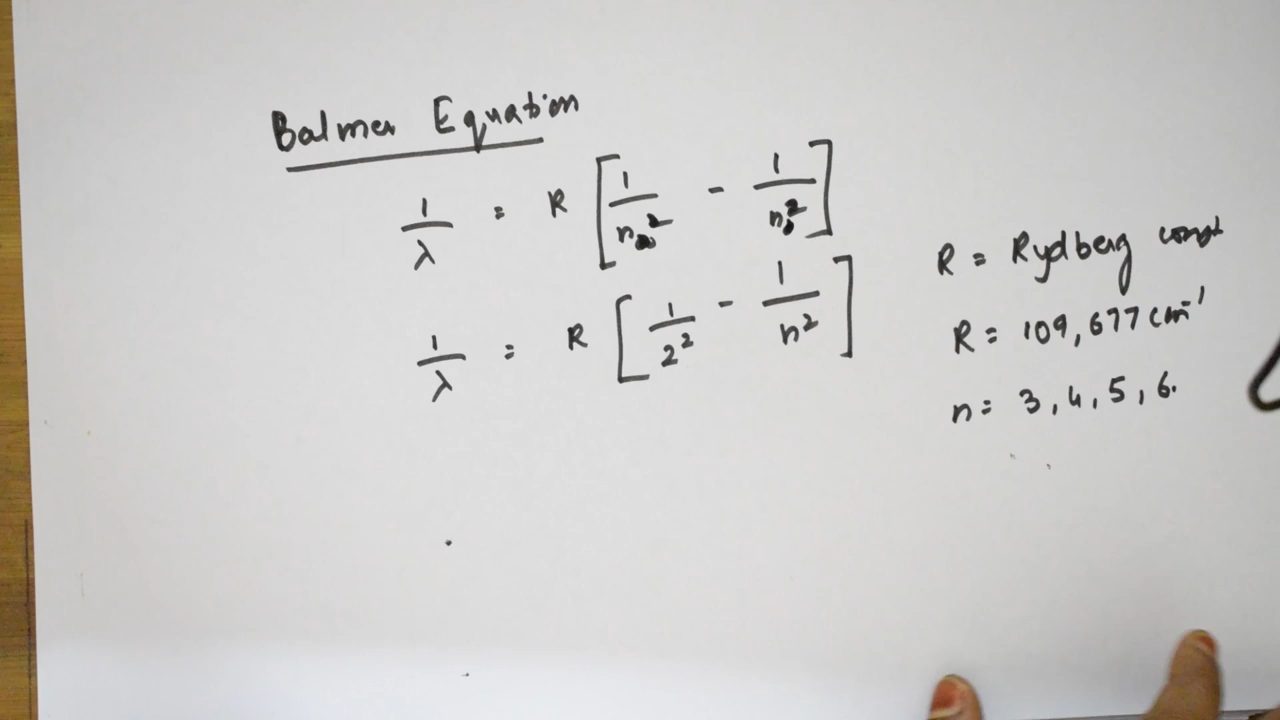 Balmer Equation
1/λ = R [1/n₂² - 1/n²]
1/λ = R [1/2² - 1/n²]
R = Rydberg const
R = 109,677 cm⁻¹
n = 3, 4, 5, 6.